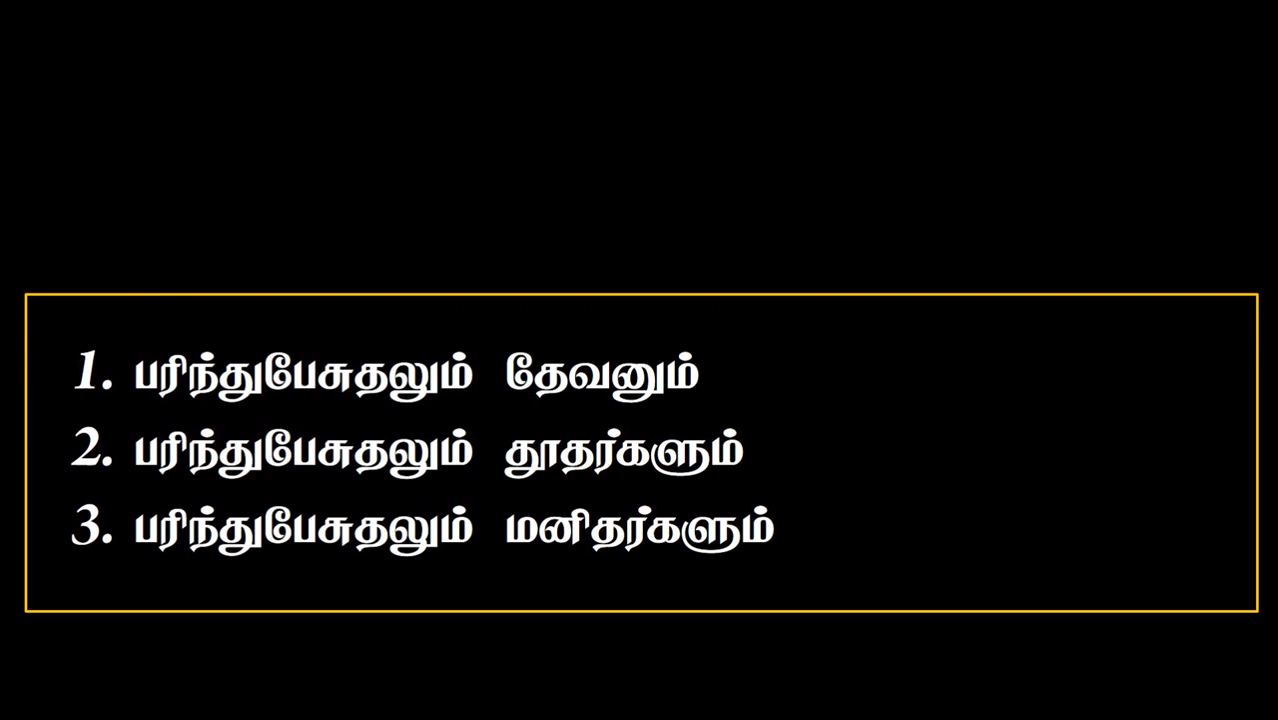 1. பரிந்துபேசுதலும் தேவனும்
2. பரிந்துபேசுதலும் தூதர்களும்
3. பரிந்துபேசுதலும் மனிதர்களும்